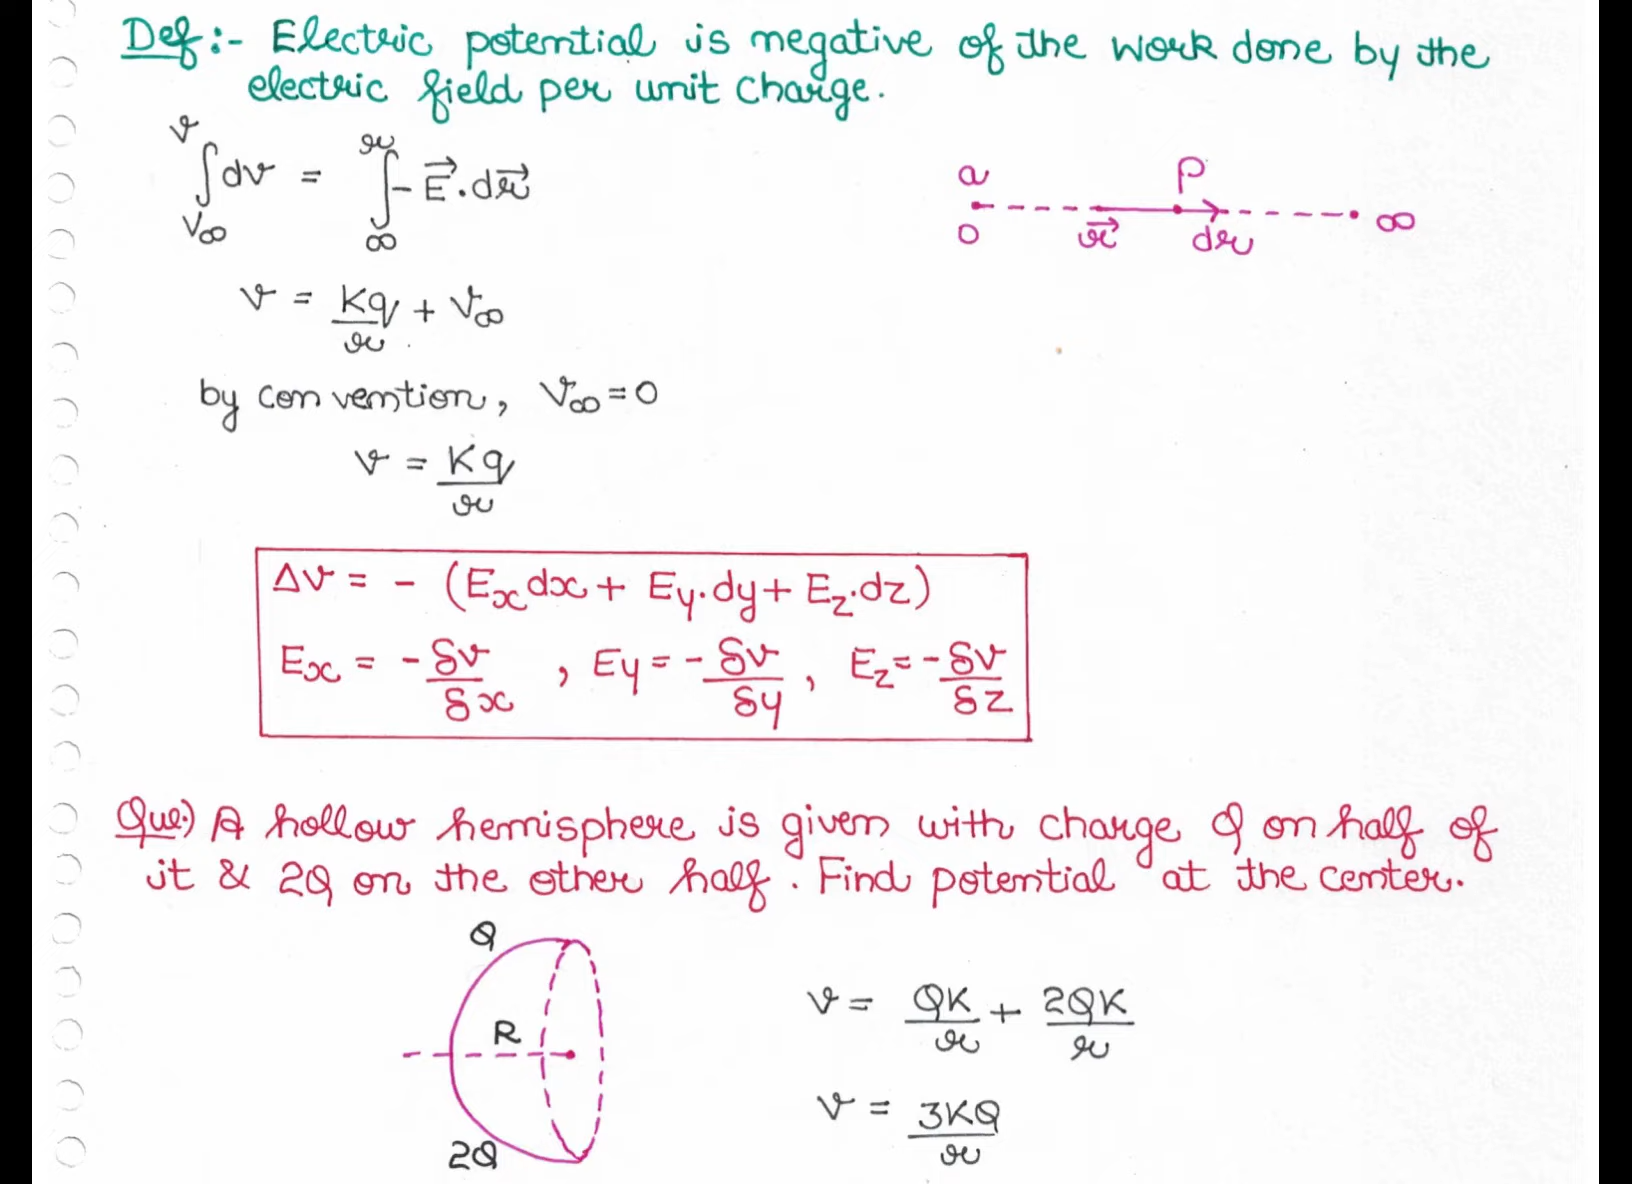 Def:- Electric potential is negative of the work done by the
electric field per unit charge.
∫_{V∞}^{v} dv = ∫_{∞}^{r} -E⃗.dr⃗
a P
0 r⃗ dr ∞
v = Kq/r + V∞
by convention, V∞=0
v = Kq/r
Δv = - (Ex dx + Ey.dy + Ez.dz)
Ex = -δv/δx , Ey = -δv/δy , Ez = -δv/δz
Que.) A hollow hemisphere is given with charge Q on half of
it & 2Q on the other half. Find potential at the center.
Q
R
2Q
v = QK/r + 2QK/r
v = 3KQ/r